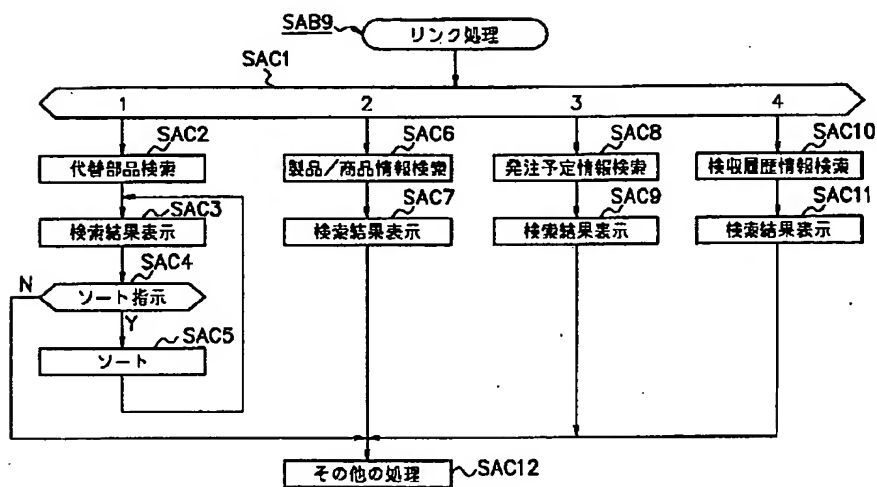 SAB9
リンク処理
SAC1
1
2
3
4
SAC2
代替部品検索
SAC6
製品/商品情報検索
SAC8
発注予定情報検索
SAC10
検収履歴情報検索
SAC3
検索結果表示
SAC7
検索結果表示
SAC9
検索結果表示
SAC11
検索結果表示
SAC4
N
ソート指示
Y
SAC5
ソート
その他の処理
SAC12